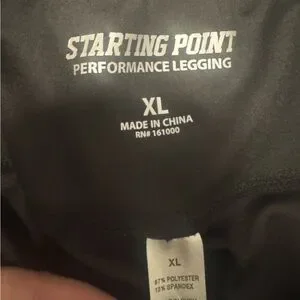 STARTING POINT
PERFORMANCE LEGGING
XL
MADE IN CHINA
RN# 161000
XL
87% POLYESTER
13% SPANDEX